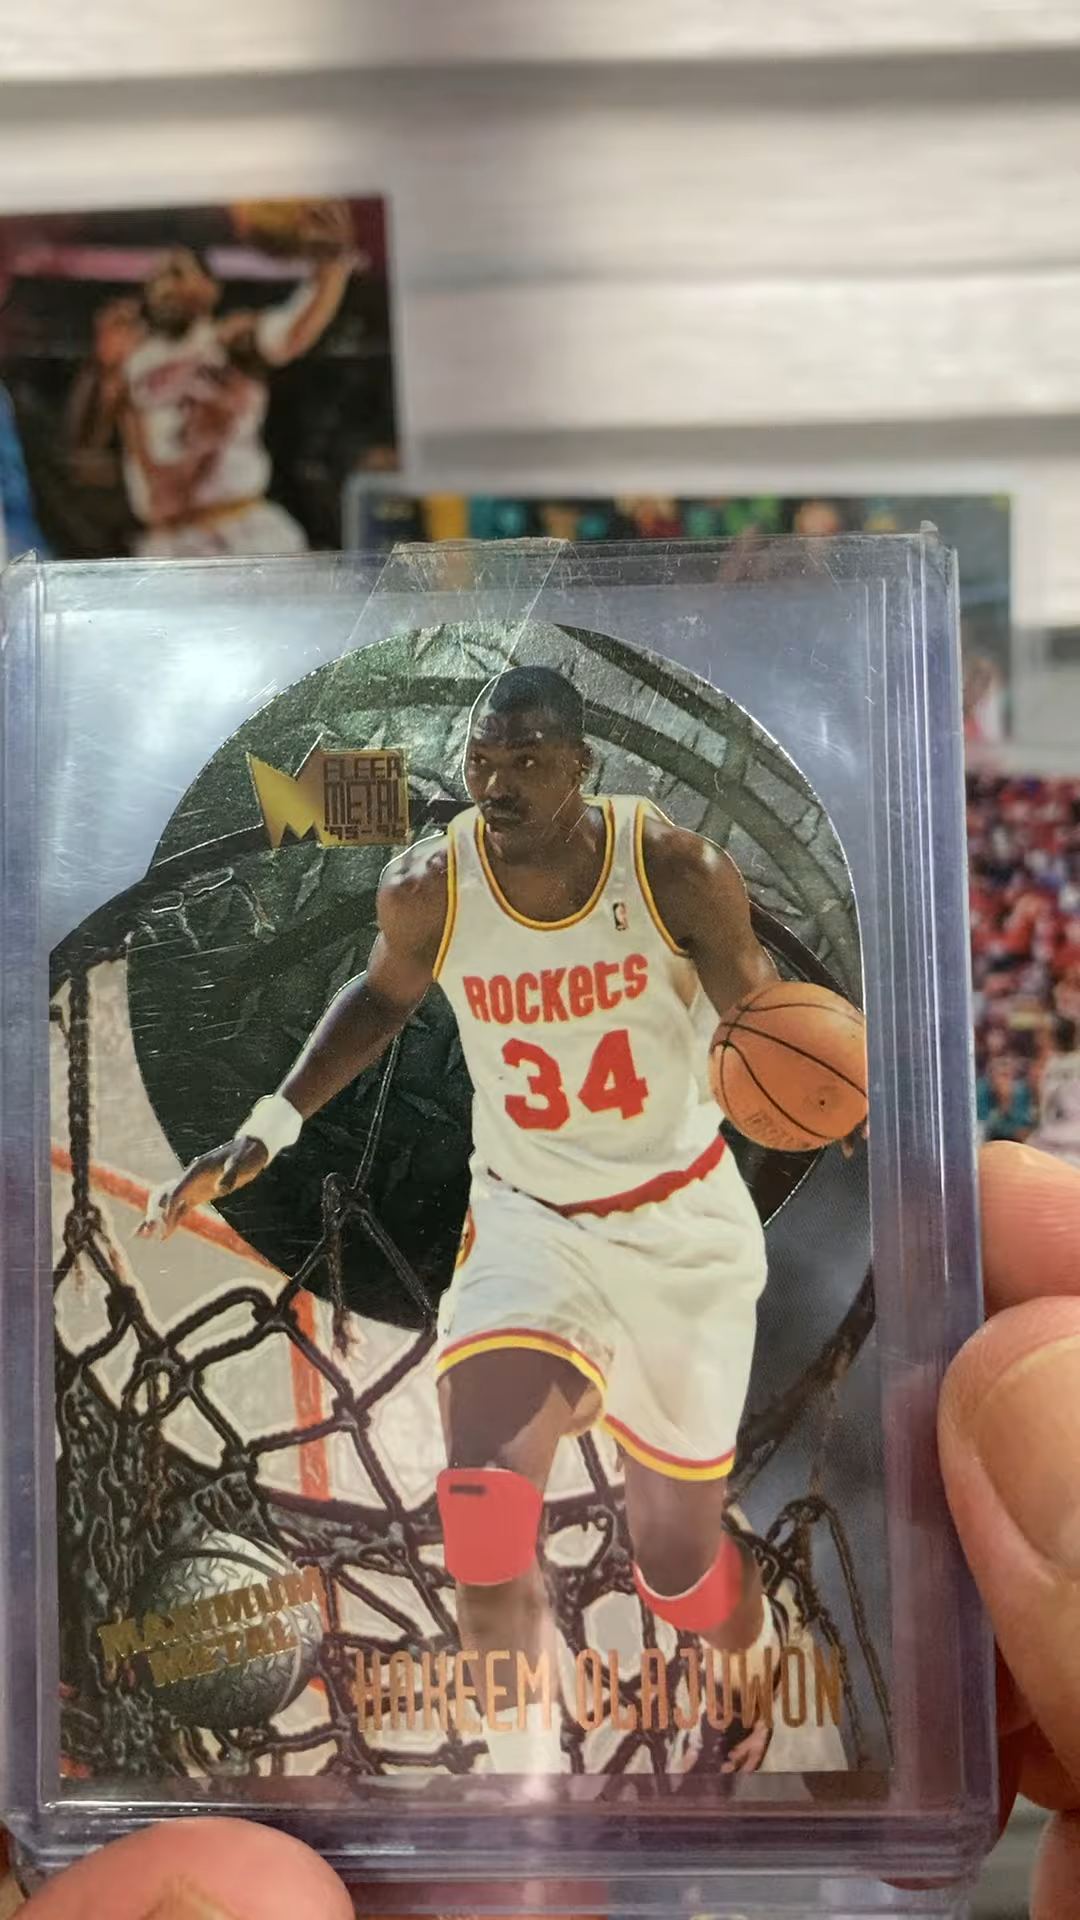 FLEER
METAL
'95-96
ROCKETS
34
MAXIMUM
METAL
HAKEEM OLAJUWON